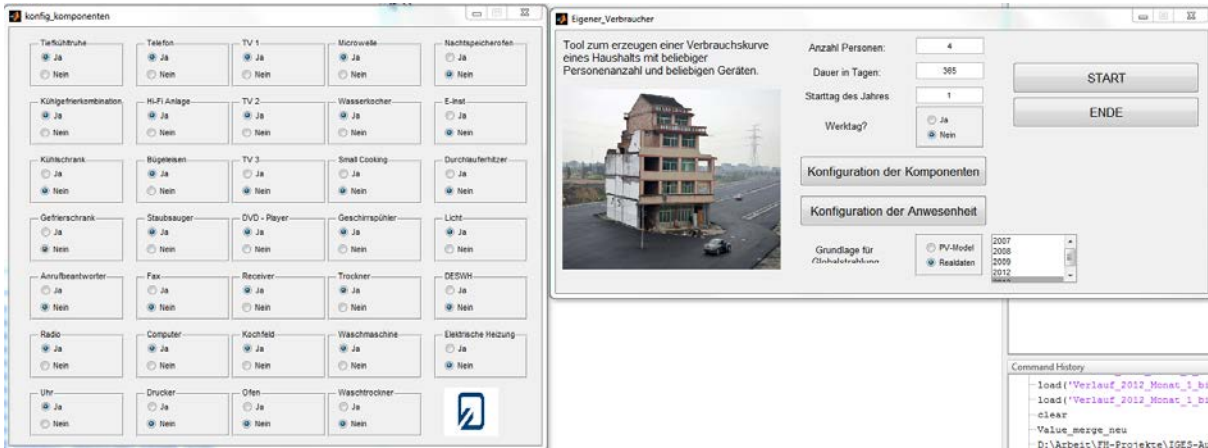 konfig_komponenten
Tiefkühltruhe
Ja
Nein
Telefon
Ja
Nein
TV 1
Ja
Nein
Microwelle
Ja
Nein
Nachtspeicherofen
Ja
Nein
Kühlgefrierkombination
Ja
Nein
Hi-Fi Anlage
Ja
Nein
TV 2
Ja
Nein
Wasserkocher
Ja
Nein
E-Inst
Ja
Nein
Kühlschrank
Ja
Nein
Bügeleisen
Ja
Nein
TV 3
Ja
Nein
Small Cooking
Ja
Nein
Durchlauferhitzer
Ja
Nein
Gefrierschrank
Ja
Nein
Staubsauger
Ja
Nein
DVD - Player
Ja
Nein
Geschirrspühler
Ja
Nein
Licht
Ja
Nein
Anrufbeantworter
Ja
Nein
Fax
Ja
Nein
Receiver
Ja
Nein
Trockner
Ja
Nein
DESWH
Ja
Nein
Radio
Ja
Nein
Computer
Ja
Nein
Kochfeld
Ja
Nein
Waschmaschine
Ja
Nein
Elektrische Heizung
Ja
Nein
Uhr
Ja
Nein
Drucker
Ja
Nein
Ofen
Ja
Nein
Waschtrockner
Ja
Nein
Eigener_Verbraucher
Tool zum erzeugen einer Verbrauchskurve
eines Haushalts mit beliebiger
Personenanzahl und beliebigen Geräten.
Anzahl Personen: 4
Dauer in Tagen: 365
Starttag des Jahres 1
Werktag?
Ja
Nein
Konfiguration der Komponenten
Konfiguration der Anwesenheit
Grundlage für
Globalstrahlung
PV-Model
Realdaten
2007
2008
2009
2012
START
ENDE
Command History
load('Verlauf_2012_Monat_1_bi
load('Verlauf_2012_Monat_1_bi
clear
Value_merge_neu
D:\Arbeit\FH-Projekte\IGES-Au